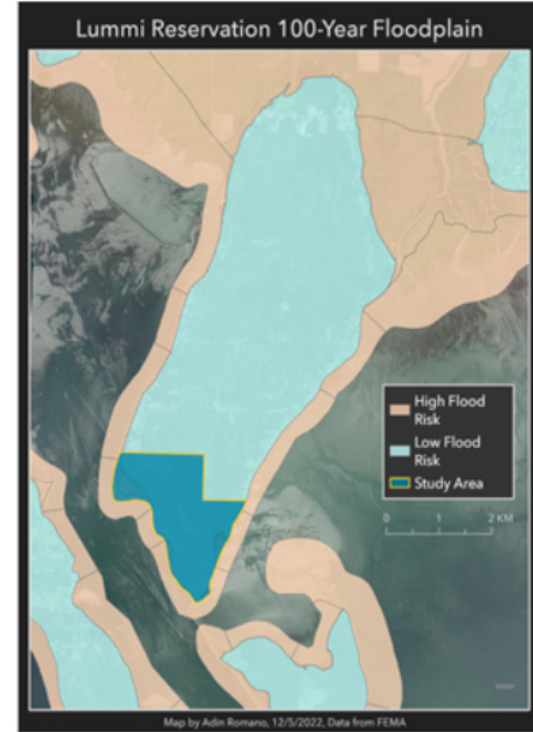 Lummi Reservation 100-Year Floodplain
High Flood
Risk
Low Flood
Risk
Study Area
0 1 2 KM
Map by Adin Romano, 12/5/2022, Data from FEMA